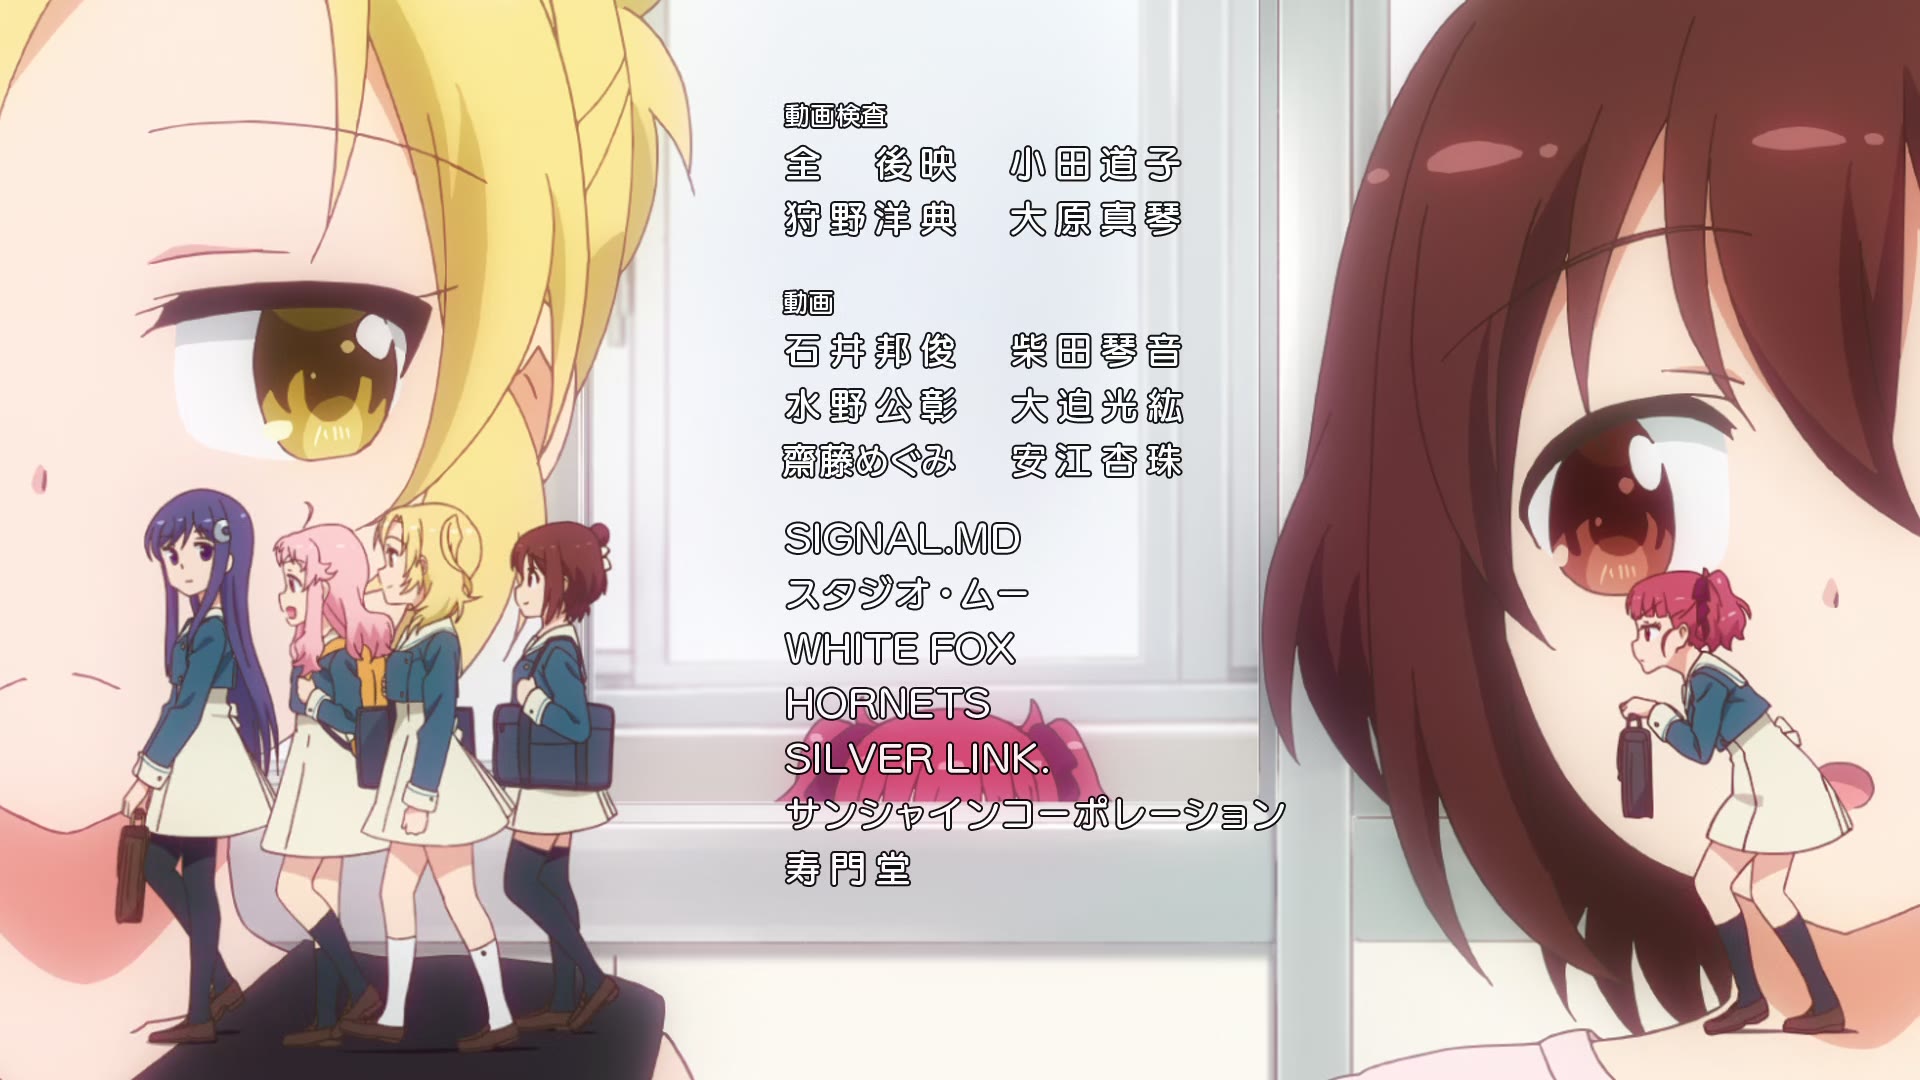 動画検査
全　後映　小田道子
狩野洋典　大原真琴
動画
石井邦俊　柴田琴音
水野公彰　大迫光紘
齋藤めぐみ　安江杏珠
SIGNAL.MD
スタジオ・ムー
WHITE FOX
HORNETS
SILVER LINK.
サンシャインコーポレーション
寿門堂